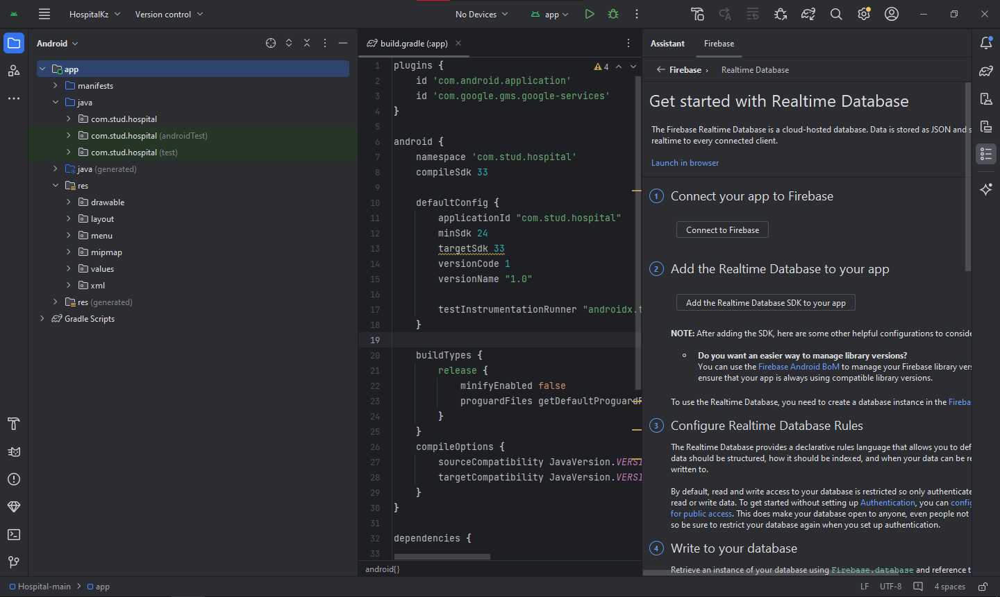 HospitalKz
Version control
No Devices
app
Android
app
manifests
java
com.stud.hospital
com.stud.hospital (androidTest)
com.stud.hospital (test)
java (generated)
res
drawable
layout
menu
mipmap
values
xml
res (generated)
Gradle Scripts
build.gradle (:app)
4
1 plugins {
2 id 'com.android.application'
3 id 'com.google.gms.google-services'
4 }
5
6 android {
7 namespace 'com.stud.hospital'
8 compileSdk 33
9
10 defaultConfig {
11 applicationId "com.stud.hospital"
12 minSdk 24
13 targetSdk 33
14 versionCode 1
15 versionName "1.0"
16
17 testInstrumentationRunner "androidx.t
18 }
19
20 buildTypes {
21 release {
22 minifyEnabled false
23 proguardFiles getDefaultProguardF
24 }
25 }
26 compileOptions {
27 sourceCompatibility JavaVersion.VERSI
28 targetCompatibility JavaVersion.VERSI
29 }
30 }
31
32 dependencies {
33
android{}
Assistant
Firebase
Firebase › Realtime Database
Get started with Realtime Database
The Firebase Realtime Database is a cloud-hosted database. Data is stored as JSON and s
realtime to every connected client.
Launch in browser
1 Connect your app to Firebase
Connect to Firebase
2 Add the Realtime Database to your app
Add the Realtime Database SDK to your app
NOTE: After adding the SDK, here are some other helpful configurations to conside
Do you want an easier way to manage library versions?
You can use the Firebase Android BoM to manage your Firebase library vers
ensure that your app is always using compatible library versions.
To use the Realtime Database, you need to create a database instance in the Fireba
3 Configure Realtime Database Rules
The Realtime Database provides a declarative rules language that allows you to def
data should be structured, how it should be indexed, and when your data can be re
written to.
By default, read and write access to your database is restricted so only authenticate
read or write data. To get started without setting up Authentication, you can config
for public access. This does make your database open to anyone, even people not
so be sure to restrict your database again when you set up authentication.
4 Write to your database
Retrieve an instance of your database using Firebase.database and reference t
Hospital-main
app
LF
UTF-8
4 spaces